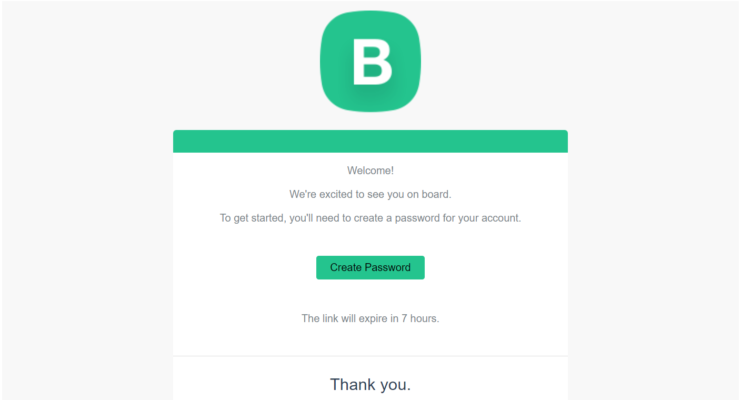 B
Welcome!
We're excited to see you on board.
To get started, you'll need to create a password for your account.
Create Password
The link will expire in 7 hours.
Thank you.